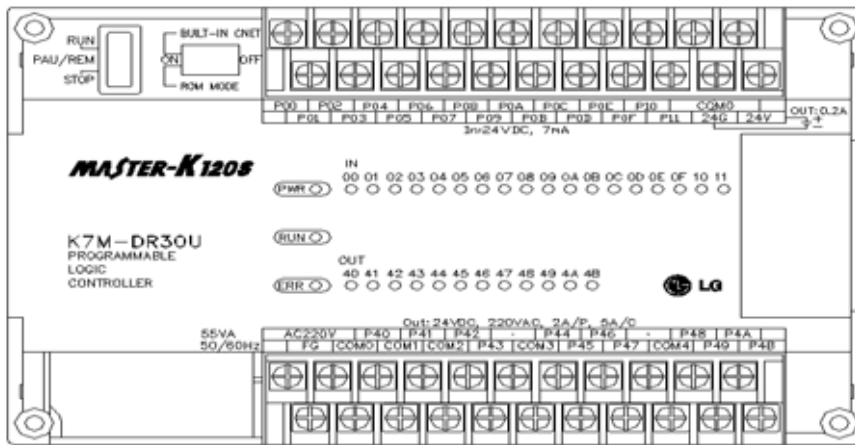 RUN
PAU/REM
STOP
BUILT-IN CNET
ON OFF
ROM MODE
P00 P02 P04 P06 P08 P0A P0C P0E P10 COM0
P01 P03 P05 P07 P09 P0B P0D P0F P11 24G 24V
OUT:0.2A
In:24VDC, 7mA
MASTER-K120S
IN
00 01 02 03 04 05 06 07 08 09 0A 0B 0C 0D 0E 0F 10 11
PWR
K7M-DR30U
PROGRAMMABLE
LOGIC
CONTROLLER
RUN
OUT
40 41 42 43 44 45 46 47 48 49 4A 4B
ERR
LG
Out:24VDC, 220VAC, 2A/P, 5A/C
55VA
50/60Hz
AC220V P40 P41 P42 - P44 P46 - P48 P4A
FG COM0 COM1 COM2 P43 COM3 P45 P47 COM4 P49 P4B